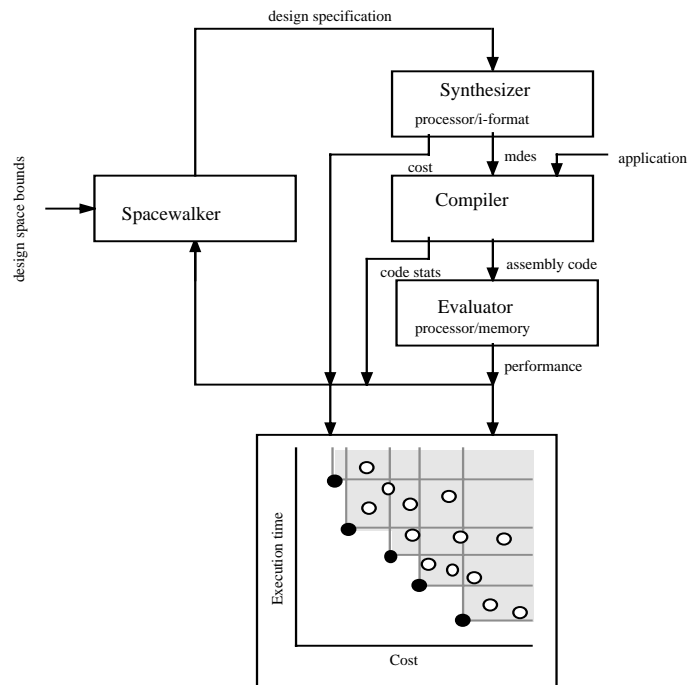 design specification
Synthesizer
processor/i-format
cost
mdes
application
design space bounds
Spacewalker
Compiler
code stats
assembly code
Evaluator
processor/memory
performance
Execution time
Cost